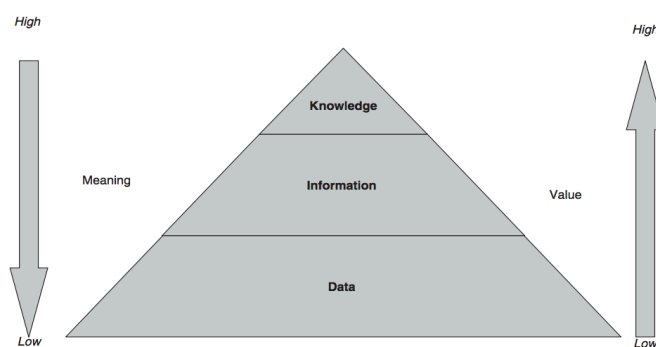 High
High
Knowledge
Meaning
Information
Value
Data
Low
Low